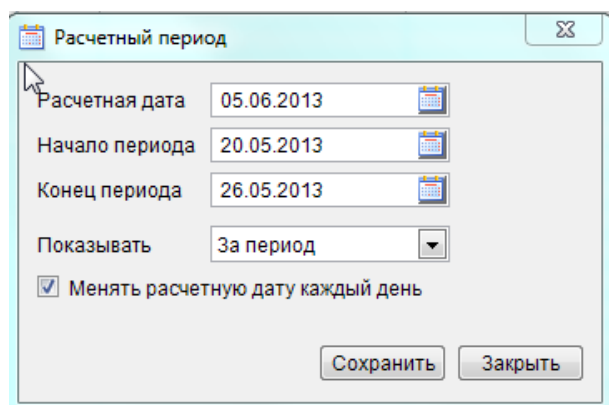 Расчетный период
Расчетная дата 05.06.2013
Начало периода 20.05.2013
Конец периода 26.05.2013
Показывать За период
Менять расчетную дату каждый день
Сохранить Закрыть